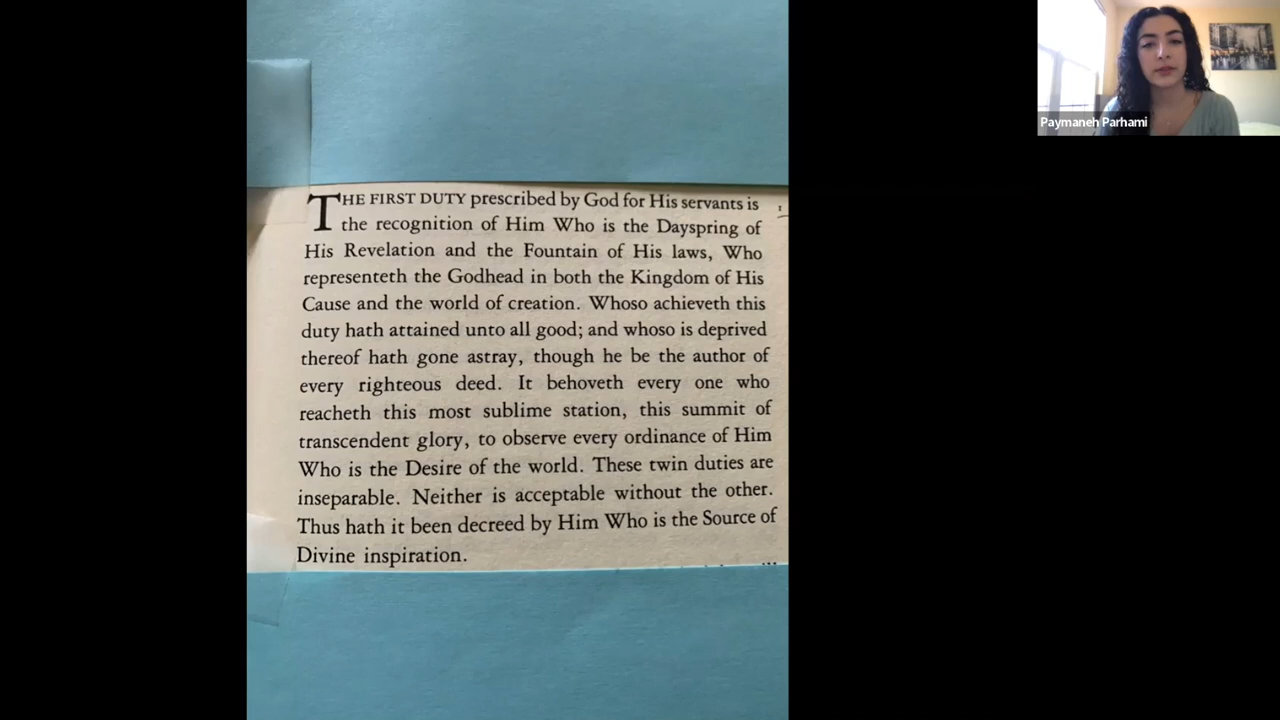 THE FIRST DUTY prescribed by God for His servants is
the recognition of Him Who is the Dayspring of
His Revelation and the Fountain of His laws, Who
representeth the Godhead in both the Kingdom of His
Cause and the world of creation. Whoso achieveth this
duty hath attained unto all good; and whoso is deprived
thereof hath gone astray, though he be the author of
every righteous deed. It behoveth every one who
reacheth this most sublime station, this summit of
transcendent glory, to observe every ordinance of Him
Who is the Desire of the world. These twin duties are
inseparable. Neither is acceptable without the other.
Thus hath it been decreed by Him Who is the Source of
Divine inspiration.
Paymaneh Parhami